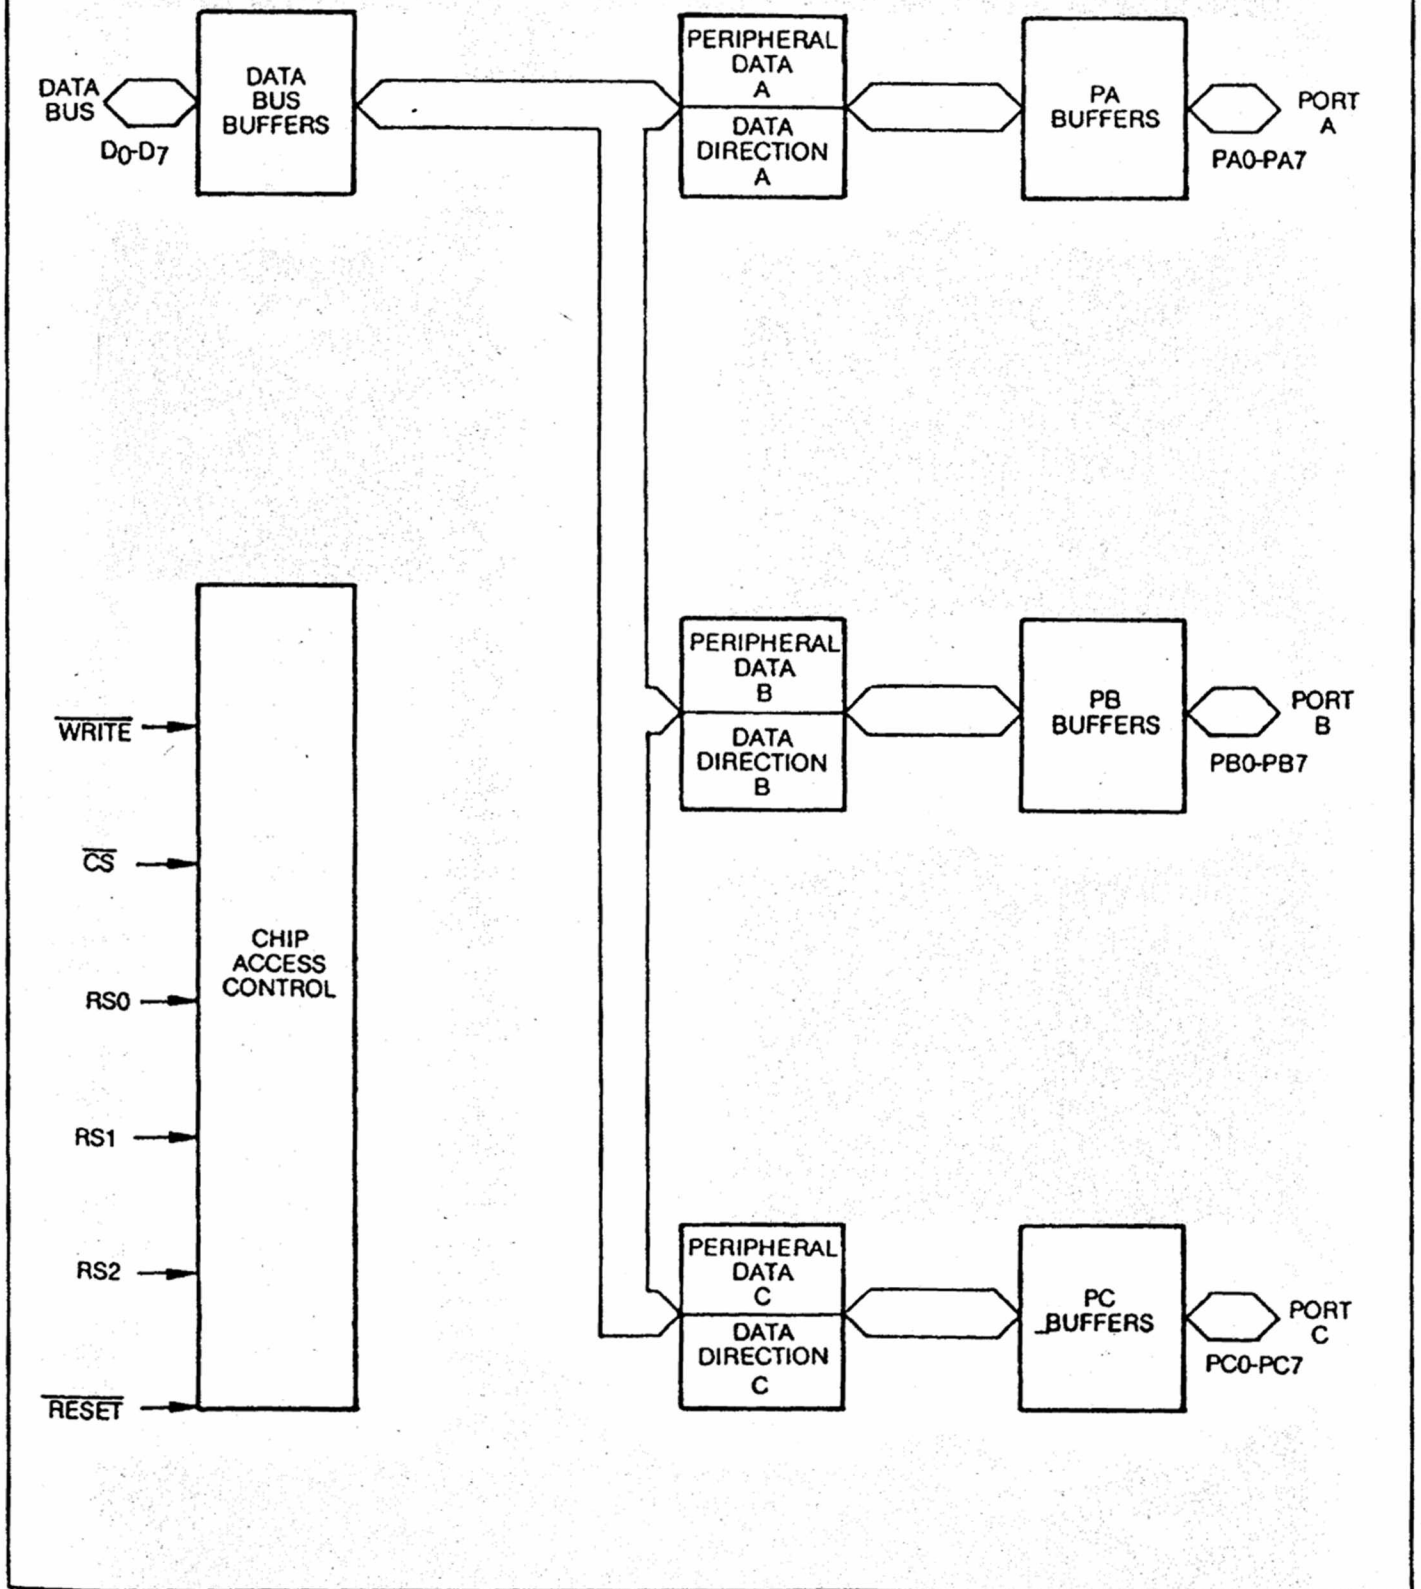 DATA
BUS
D0-D7
DATA
BUS
BUFFERS
PERIPHERAL
DATA
A
DATA
DIRECTION
A
PA
BUFFERS
PORT
A
PA0-PA7
PERIPHERAL
DATA
B
DATA
DIRECTION
B
PB
BUFFERS
PORT
B
PB0-PB7
WRITE
CS
RS0
RS1
RS2
RESET
CHIP
ACCESS
CONTROL
PERIPHERAL
DATA
C
DATA
DIRECTION
C
PC
BUFFERS
PORT
C
PC0-PC7